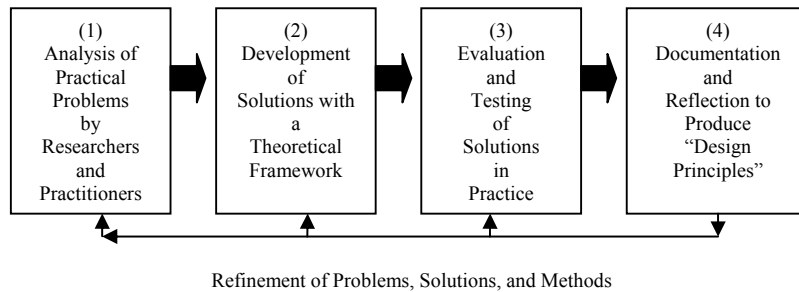 (1)
Analysis of
Practical
Problems
by
Researchers
and
Practitioners
(2)
Development
of
Solutions with
a
Theoretical
Framework
(3)
Evaluation
and
Testing
of
Solutions
in
Practice
(4)
Documentation
and
Reflection to
Produce
“Design
Principles”
Refinement of Problems, Solutions, and Methods